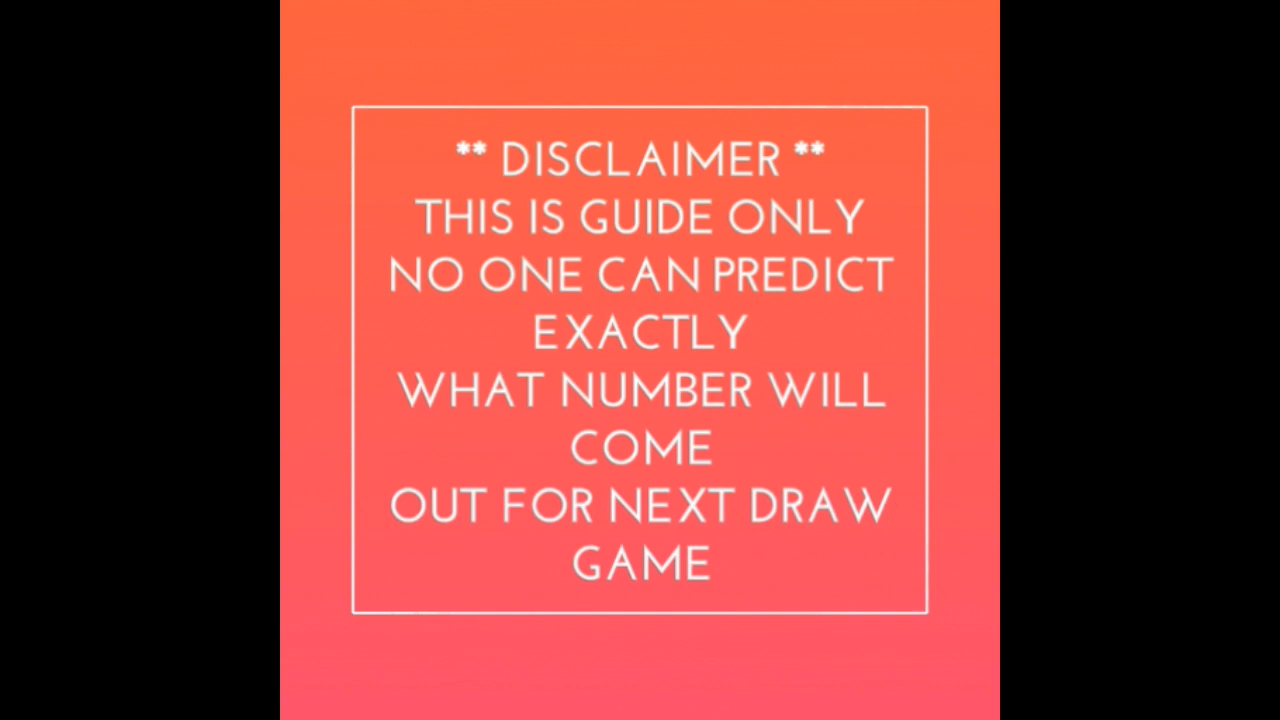 ** DISCLAIMER **
THIS IS GUIDE ONLY
NO ONE CAN PREDICT
EXACTLY
WHAT NUMBER WILL
COME
OUT FOR NEXT DRAW
GAME